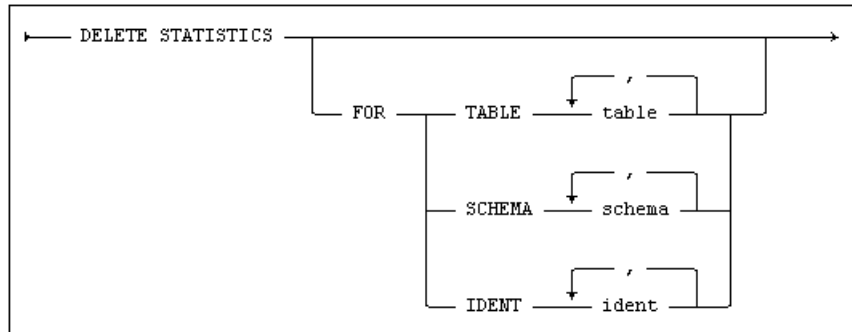 DELETE STATISTICS
,
FOR TABLE table
,
SCHEMA schema
,
IDENT ident